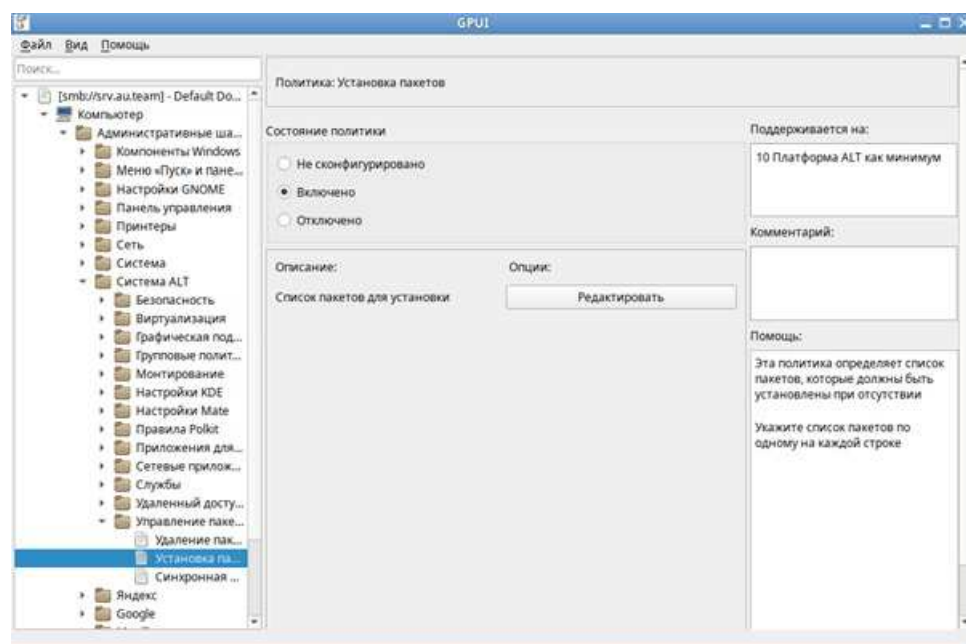 GPUI
Файл Вид Помощь
Поиск...
[smb://srv.au.team] - Default Do...
Компьютер
Административные ша...
Компоненты Windows
Меню «Пуск» и пане...
Настройки GNOME
Панель управления
Принтеры
Сеть
Система
Система ALT
Безопасность
Виртуализация
Графическая под...
Групповые полит...
Монтирование
Настройки KDE
Настройки Mate
Правила Polkit
Приложения для...
Сетевые прилож...
Службы
Удаленный досту...
Управление паке...
Удаление пак...
Установка па...
Синхронная ...
Яндекс
Google
Политика: Установка пакетов
Состояние политики
Не сконфигурировано
Включено
Отключено
Описание:
Опции:
Список пакетов для установки
Редактировать
Поддерживается на:
10 Платформа ALT как минимум
Комментарий:
Помощь:
Эта политика определяет список
пакетов, которые должны быть
установлены при отсутствии
Укажите список пакетов по
одному на каждой строке